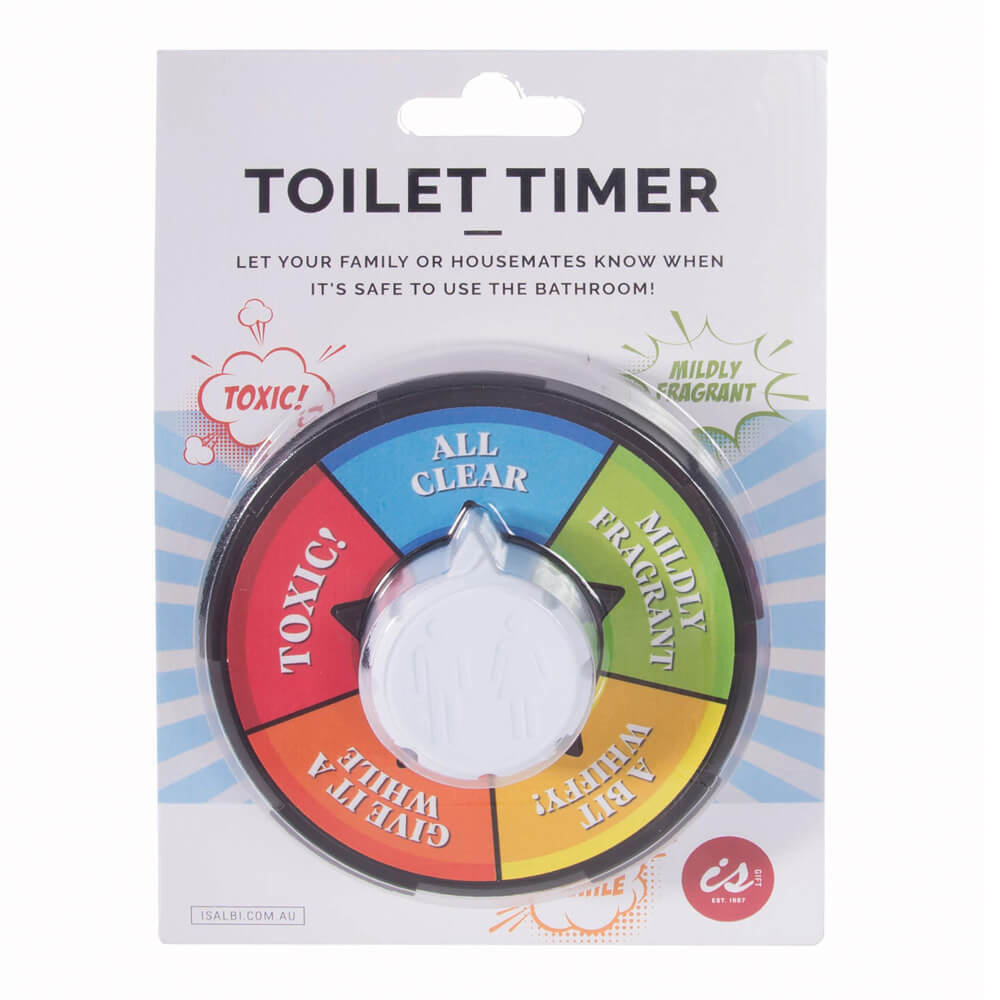 TOILET TIMER
LET YOUR FAMILY OR HOUSEMATES KNOW WHEN
IT'S SAFE TO USE THE BATHROOM!
TOXIC!
MILDLY
FRAGRANT
ALL
CLEAR
MILDLY
FRAGRANT
A BIT
WHIFFY!
GIVE IT A
WHILE
TOXIC!
ISALBI.COM.AU
is
GIFT
EST. 1987